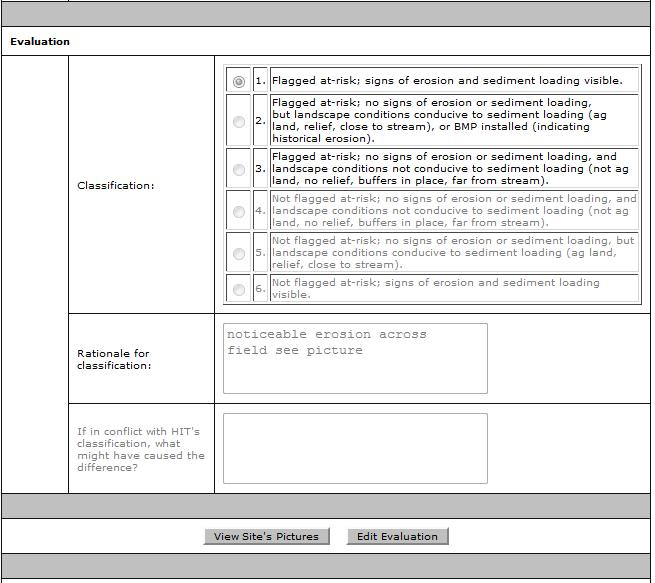 Evaluation
Classification:
1. Flagged at-risk; signs of erosion and sediment loading visible.
2. Flagged at-risk; no signs of erosion or sediment loading,
but landscape conditions conducive to sediment loading (ag
land, relief, close to stream), or BMP installed (indicating
historical erosion).
3. Flagged at-risk; no signs of erosion or sediment loading, and
landscape conditions not conducive to sediment loading (not ag
land, no relief, buffers in place, far from stream).
4. Not flagged at-risk; no signs of erosion or sediment loading, and
landscape conditions not conducive to sediment loading (not ag
land, no relief, buffers in place, far from stream).
5. Not flagged at-risk; no signs of erosion or sediment loading, but
landscape conditions conducive to sediment loading (ag land,
relief, close to stream).
6. Not flagged at-risk; signs of erosion and sediment loading
visible.
Rationale for
classification:
noticeable erosion across
field see picture
If in conflict with HIT's
classification, what
might have caused the
difference?
View Site's Pictures Edit Evaluation